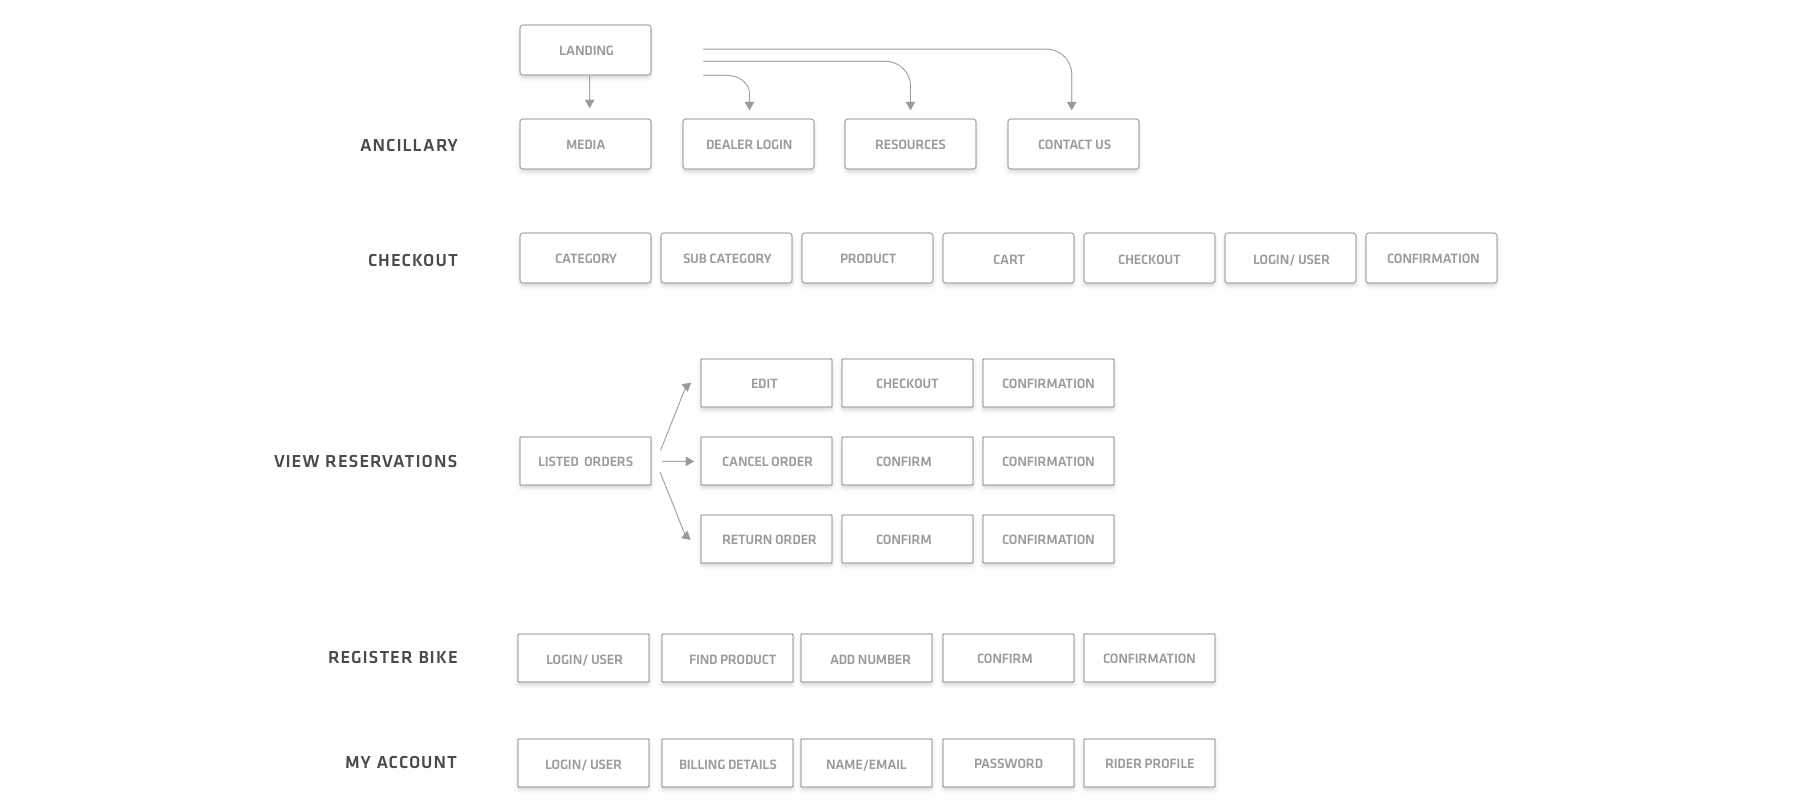 LANDING
ANCILLARY
MEDIA
DEALER LOGIN
RESOURCES
CONTACT US
CHECKOUT
CATEGORY
SUB CATEGORY
PRODUCT
CART
CHECKOUT
LOGIN/ USER
CONFIRMATION
VIEW RESERVATIONS
LISTED ORDERS
EDIT
CHECKOUT
CONFIRMATION
CANCEL ORDER
CONFIRM
CONFIRMATION
RETURN ORDER
CONFIRM
CONFIRMATION
REGISTER BIKE
LOGIN/ USER
FIND PRODUCT
ADD NUMBER
CONFIRM
CONFIRMATION
MY ACCOUNT
LOGIN/ USER
BILLING DETAILS
NAME/EMAIL
PASSWORD
RIDER PROFILE